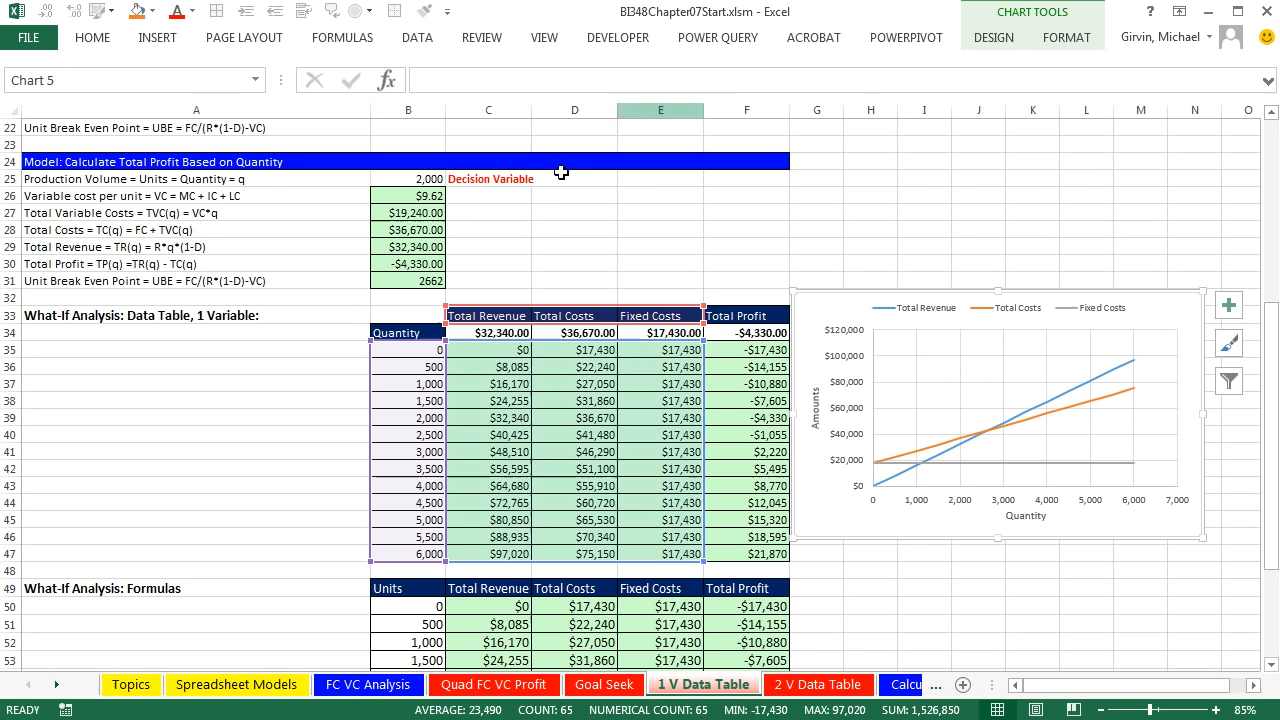 BI348Chapter07Start.xlsm - Excel
CHART TOOLS
FILE HOME INSERT PAGE LAYOUT FORMULAS DATA REVIEW VIEW DEVELOPER POWER QUERY ACROBAT POWERPIVOT DESIGN FORMAT Girvin, Michael
Chart 5 fx
A B C D E F G H I J K L M N O
22 Unit Break Even Point = UBE = FC/(R*(1-D)-VC)
23
24 Model: Calculate Total Profit Based on Quantity
25 Production Volume = Units = Quantity = q 2,000 Decision Variable
26 Variable cost per unit = VC = MC + IC + LC $9.62
27 Total Variable Costs = TVC(q) = VC*q $19,240.00
28 Total Costs = TC(q) = FC + TVC(q) $36,670.00
29 Total Revenue = TR(q) = R*q*(1-D) $32,340.00
30 Total Profit = TP(q) =TR(q) - TC(q) -$4,330.00
31 Unit Break Even Point = UBE = FC/(R*(1-D)-VC) 2662
32
33 What-If Analysis: Data Table, 1 Variable: Total Revenue Total Costs Fixed Costs Total Profit
34 Quantity $32,340.00 $36,670.00 $17,430.00 -$4,330.00
35 0 $0 $17,430 $17,430 -$17,430
36 500 $8,085 $22,240 $17,430 -$14,155
37 1,000 $16,170 $27,050 $17,430 -$10,880
38 1,500 $24,255 $31,860 $17,430 -$7,605
39 2,000 $32,340 $36,670 $17,430 -$4,330
40 2,500 $40,425 $41,480 $17,430 -$1,055
41 3,000 $48,510 $46,290 $17,430 $2,220
42 3,500 $56,595 $51,100 $17,430 $5,495
43 4,000 $64,680 $55,910 $17,430 $8,770
44 4,500 $72,765 $60,720 $17,430 $12,045
45 5,000 $80,850 $65,530 $17,430 $15,320
46 5,500 $88,935 $70,340 $17,430 $18,595
47 6,000 $97,020 $75,150 $17,430 $21,870
48
49 What-If Analysis: Formulas Units Total Revenue Total Costs Fixed Costs Total Profit
50 0 $0 $17,430 $17,430 -$17,430
51 500 $8,085 $22,240 $17,430 -$14,155
52 1,000 $16,170 $27,050 $17,430 -$10,880
53 1,500 $24,255 $31,860 $17,430 -$7,605
Total Revenue Total Costs Fixed Costs
Amounts
$120,000
$100,000
$80,000
$60,000
$40,000
$20,000
$0
0 1,000 2,000 3,000 4,000 5,000 6,000 7,000
Quantity
Topics Spreadsheet Models FC VC Analysis Quad FC VC Profit Goal Seek 1 V Data Table 2 V Data Table Calcu ...
READY AVERAGE: 23,490 COUNT: 65 NUMERICAL COUNT: 65 MIN: -17,430 MAX: 97,020 SUM: 1,526,850 85%